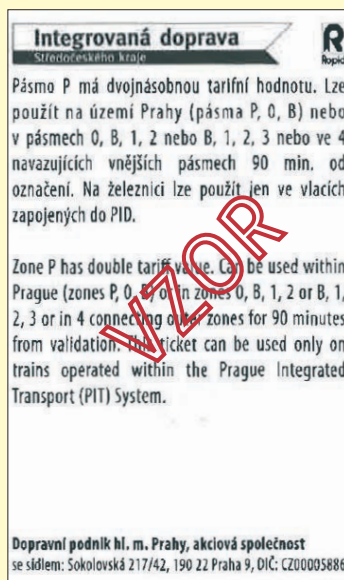 Integrovaná doprava
Středočeského kraje
Ropid
Pásmo P má dvojnásobnou tarifní hodnotu. Lze
použít na území Prahy (pásma P, 0, B) nebo
v pásmech 0, B, 1, 2 nebo B, 1, 2, 3 nebo ve 4
navazujících vnějších pásmech 90 min. od
označení. Na železnici lze použít jen ve vlacích
zapojených do PID.
Zone P has double tariff value. Can be used within
Prague (zones P, 0, B) or in zones 0, B, 1, 2 or B, 1,
2, 3 or in 4 connecting outer zones for 90 minutes
from validation. This ticket can be used only on
trains operated within the Prague Integrated
Transport (PIT) System.
VZOR
Dopravní podnik hl. m. Prahy, akciová společnost
se sídlem: Sokolovská 217/42, 190 22 Praha 9, DIČ: CZ00005886